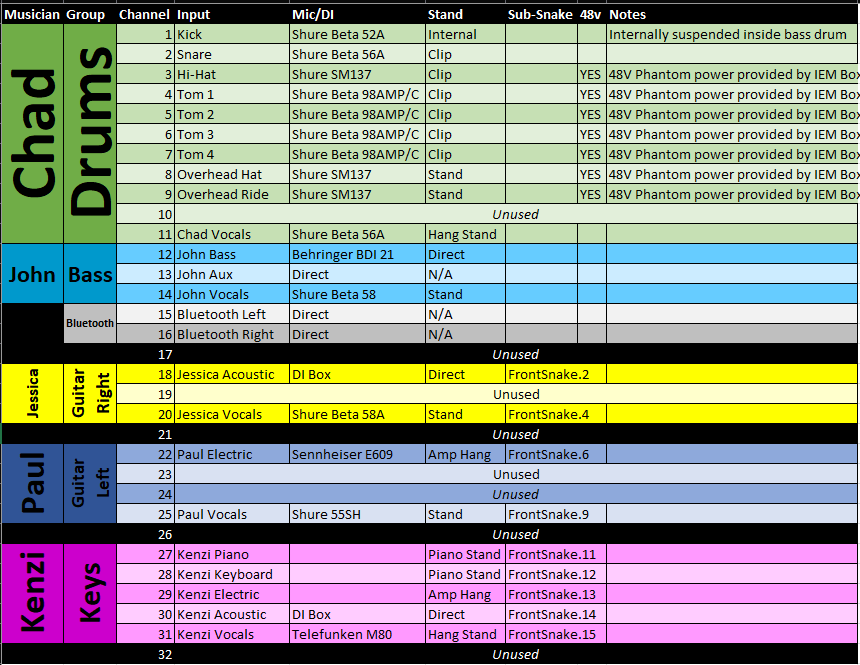 Musician Group Channel Input Mic/DI Stand Sub-Snake 48v Notes
Chad
Drums
1 Kick Shure Beta 52A Internal Internally suspended inside bass drum
2 Snare Shure Beta 56A Clip
3 Hi-Hat Shure SM137 Clip YES 48V Phantom power provided by IEM Box
4 Tom 1 Shure Beta 98AMP/C Clip YES 48V Phantom power provided by IEM Box
5 Tom 2 Shure Beta 98AMP/C Clip YES 48V Phantom power provided by IEM Box
6 Tom 3 Shure Beta 98AMP/C Clip YES 48V Phantom power provided by IEM Box
7 Tom 4 Shure Beta 98AMP/C Clip YES 48V Phantom power provided by IEM Box
8 Overhead Hat Shure SM137 Stand YES 48V Phantom power provided by IEM Box
9 Overhead Ride Shure SM137 Stand YES 48V Phantom power provided by IEM Box
10 Unused
11 Chad Vocals Shure Beta 56A Hang Stand
John Bass
12 John Bass Behringer BDI 21 Direct
13 John Aux Direct N/A
14 John Vocals Shure Beta 58 Stand
Bluetooth
15 Bluetooth Left Direct N/A
16 Bluetooth Right Direct N/A
17 Unused
Jessica
Guitar Right
18 Jessica Acoustic DI Box Direct FrontSnake.2
19 Unused
20 Jessica Vocals Shure Beta 58A Stand FrontSnake.4
21 Unused
Paul
Guitar Left
22 Paul Electric Sennheiser E609 Amp Hang FrontSnake.6
23 Unused
24 Unused
25 Paul Vocals Shure 55SH Stand FrontSnake.9
26 Unused
Kenzi
Keys
27 Kenzi Piano Piano Stand FrontSnake.11
28 Kenzi Keyboard Piano Stand FrontSnake.12
29 Kenzi Electric Amp Hang FrontSnake.13
30 Kenzi Acoustic DI Box Direct FrontSnake.14
31 Kenzi Vocals Telefunken M80 Hang Stand FrontSnake.15
32 Unused